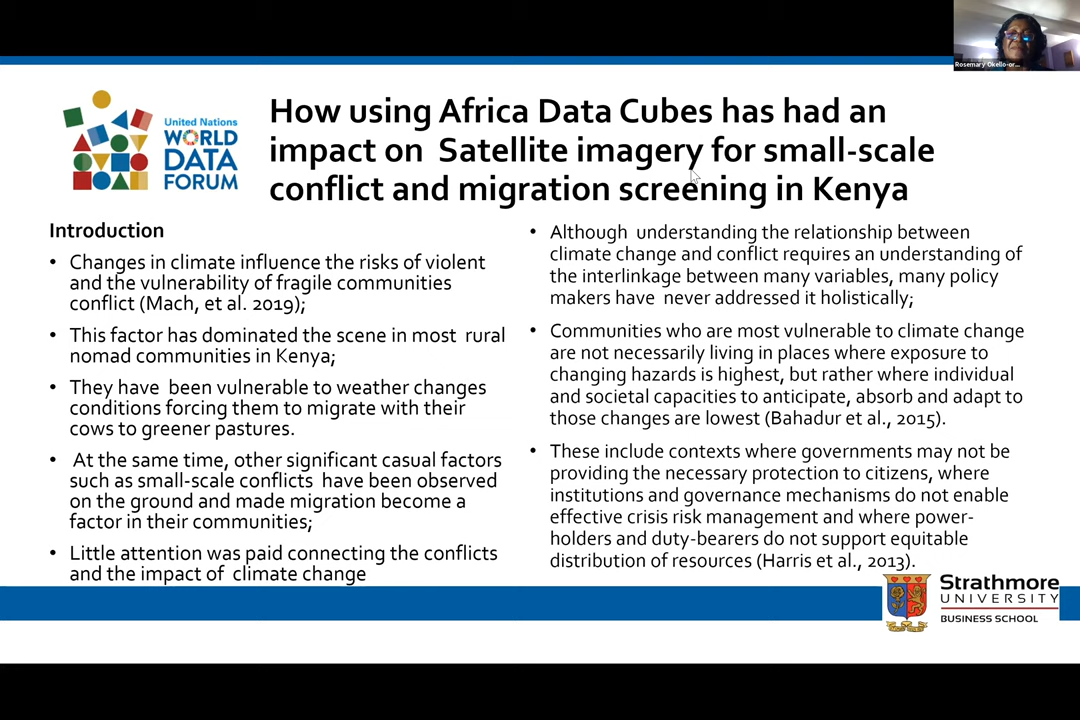 Rosemary Okello-or...
United Nations
WORLD
DATA
FORUM
How using Africa Data Cubes has had an
impact on Satellite imagery for small-scale
conflict and migration screening in Kenya
Introduction
• Changes in climate influence the risks of violent
and the vulnerability of fragile communities
conflict (Mach, et al. 2019);
• This factor has dominated the scene in most rural
nomad communities in Kenya;
• They have been vulnerable to weather changes
conditions forcing them to migrate with their
cows to greener pastures.
• At the same time, other significant casual factors
such as small-scale conflicts have been observed
on the ground and made migration become a
factor in their communities;
• Little attention was paid connecting the conflicts
and the impact of climate change
• Although understanding the relationship between
climate change and conflict requires an understanding of
the interlinkage between many variables, many policy
makers have never addressed it holistically;
• Communities who are most vulnerable to climate change
are not necessarily living in places where exposure to
changing hazards is highest, but rather where individual
and societal capacities to anticipate, absorb and adapt to
those changes are lowest (Bahadur et al., 2015).
• These include contexts where governments may not be
providing the necessary protection to citizens, where
institutions and governance mechanisms do not enable
effective crisis risk management and where power-
holders and duty-bearers do not support equitable
distribution of resources (Harris et al., 2013).
Strathmore
UNIVERSITY
BUSINESS SCHOOL